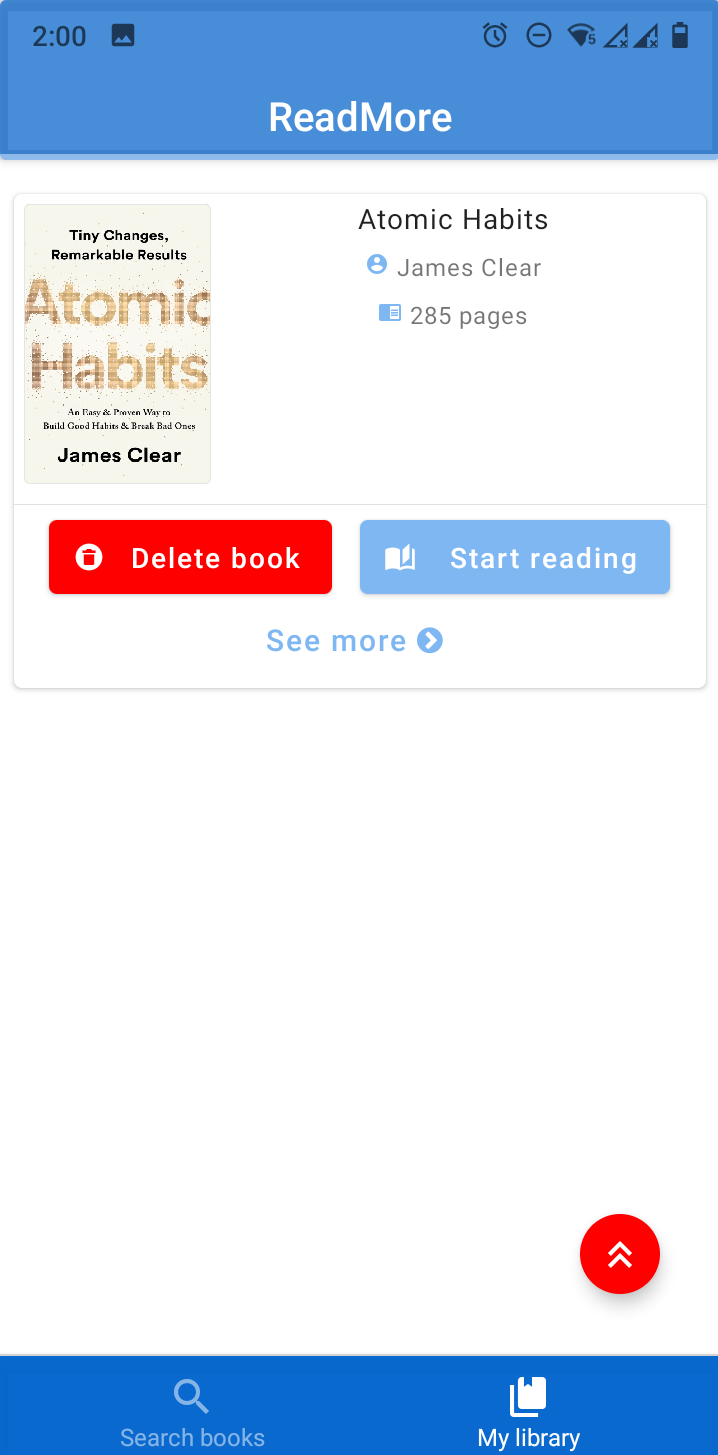 2:00
5
ReadMore
Tiny Changes,
Remarkable Results
Atomic
Habits
An Easy & Proven Way to
Build Good Habits & Break Bad Ones
James Clear
Atomic Habits
James Clear
285 pages
Delete book
Start reading
See more
Search books
My library